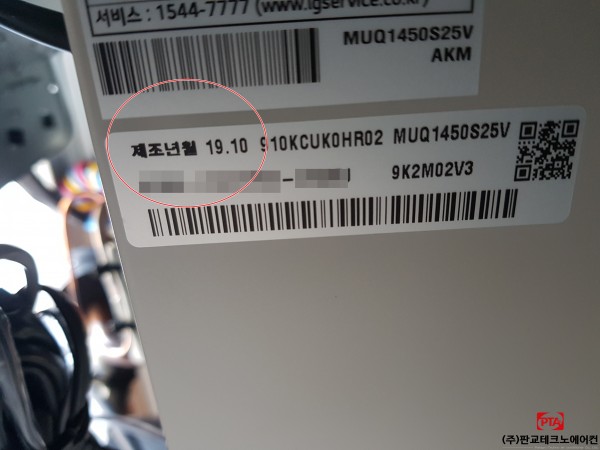 서비스 : 1544-7777 (www.lgservice.co.kr)
MUQ1450S25V
AKM
제조년월 19.10 910KCUK0HR02 MUQ1450S25V
9K2M02V3
PTA
(주)판교테크노에어컨